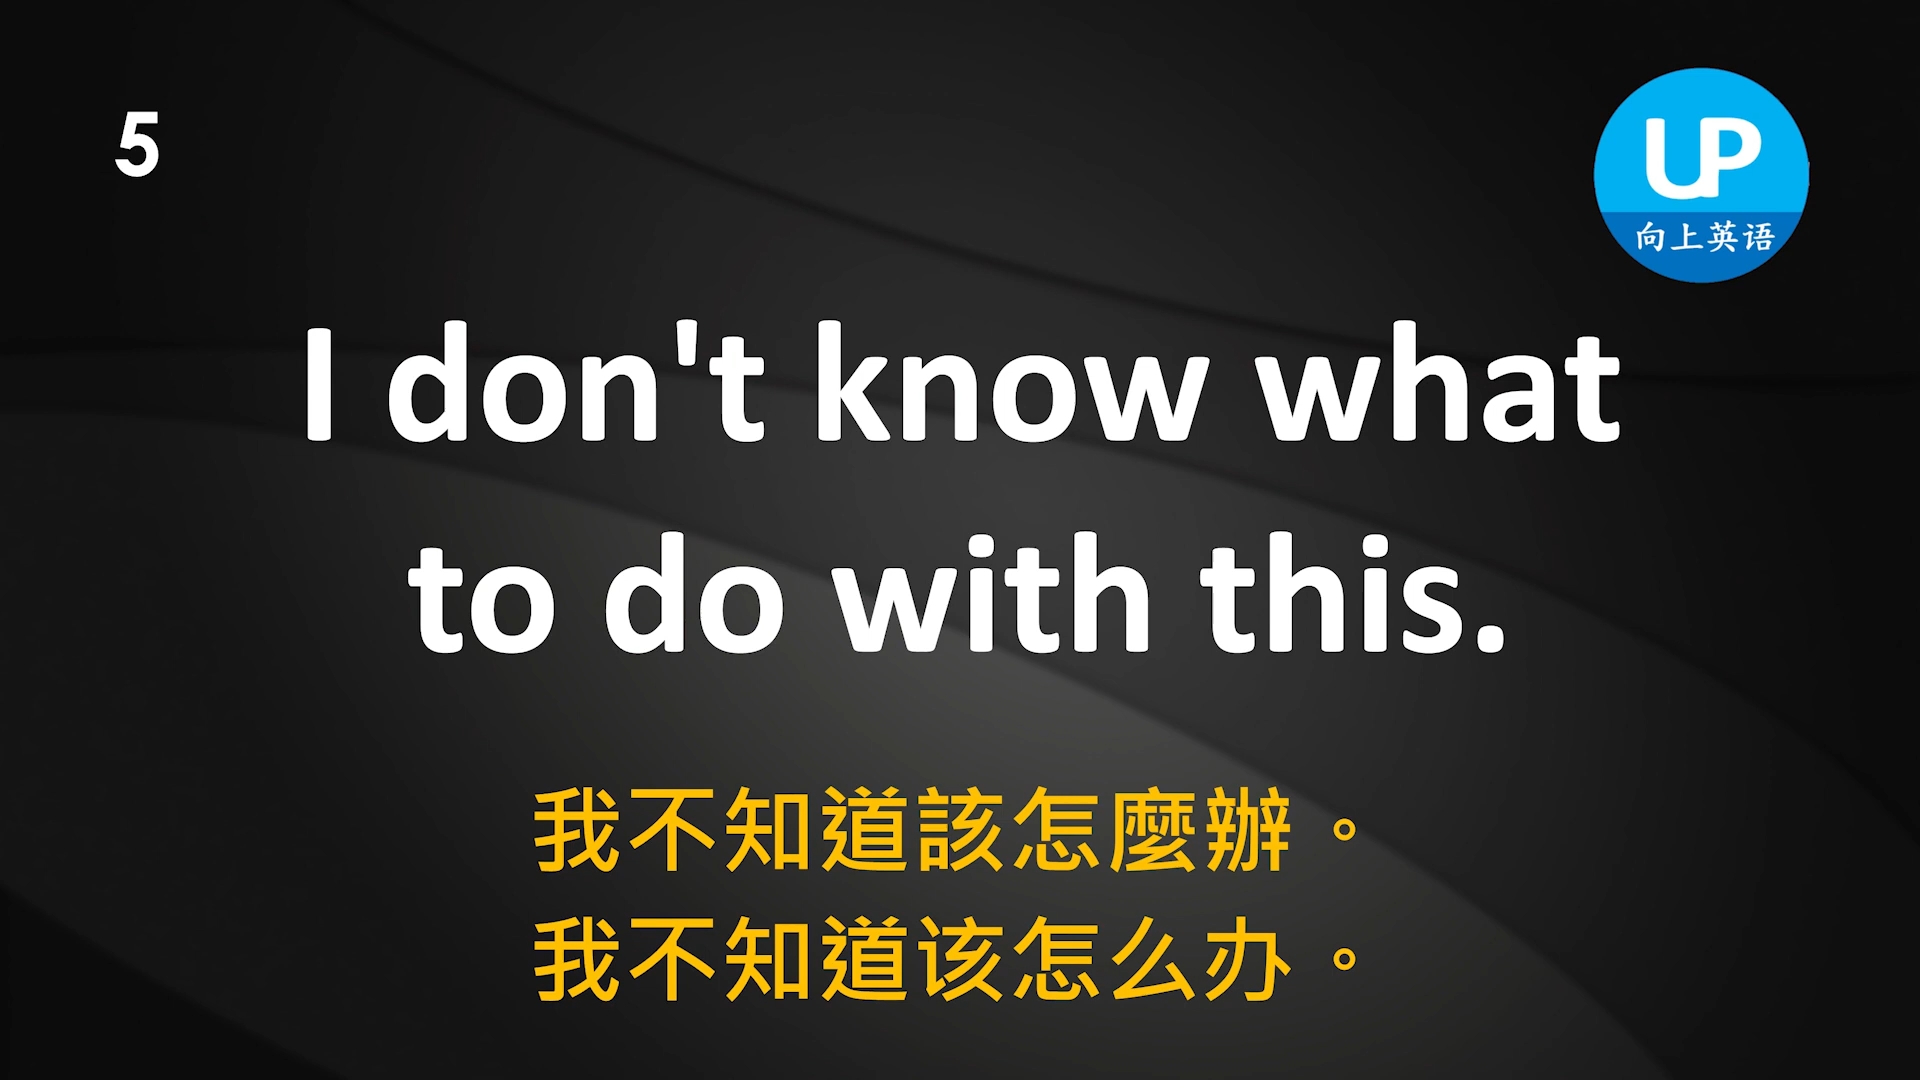 5
UP
向上英语
I don't know what
to do with this.
我不知道該怎麼辦。
我不知道该怎么办。